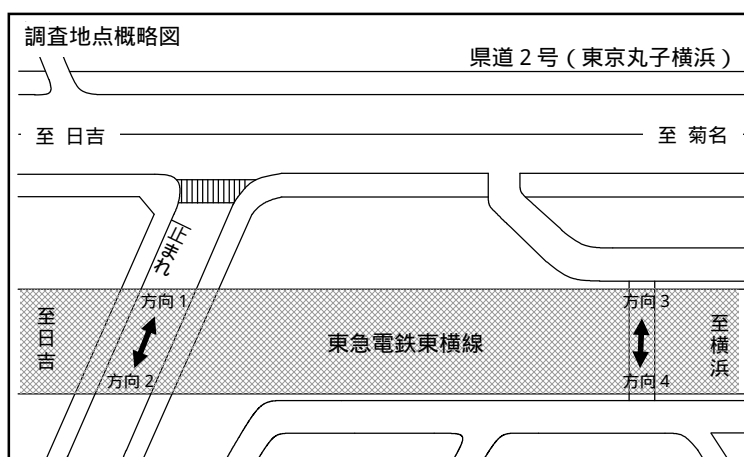 調査地点概略図
県道２号（東京丸子横浜）
至 日吉
至 菊名
止まれ
方向１
方向３
至日吉
東急電鉄東横線
至横浜
方向２
方向４